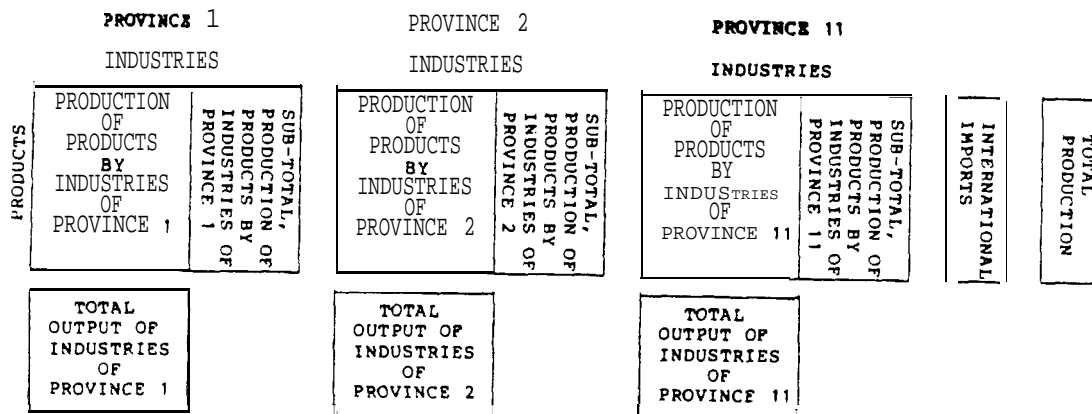 PROVINCE 1
INDUSTRIES
PROVINCE 2
INDUSTRIES
PROVINCE 11
INDUSTRIES
PRODUCTS
PRODUCTION
OF
PRODUCTS
BY
INDUSTRIES
OF
PROVINCE 1
SUB-TOTAL,
PRODUCTION OF
PRODUCTS BY
INDUSTRIES OF
PROVINCE 1
PRODUCTION
OF
PRODUCTS
BY
INDUSTRIES
OF
PROVINCE 2
SUB-TOTAL,
PRODUCTION OF
PRODUCTS BY
INDUSTRIES OF
PROVINCE 2
PRODUCTION
OF
PRODUCTS
BY
INDUSTRIES
OF
PROVINCE 11
SUB-TOTAL,
PRODUCTION OF
PRODUCTS BY
INDUSTRIES OF
PROVINCE 11
INTERNATIONAL
IMPORTS
TOTAL
PRODUCTION
TOTAL
OUTPUT OF
INDUSTRIES
OF
PROVINCE 1
TOTAL
OUTPUT OF
INDUSTRIES
OF
PROVINCE 2
TOTAL
OUTPUT OF
INDUSTRIES
OF
PROVINCE 11